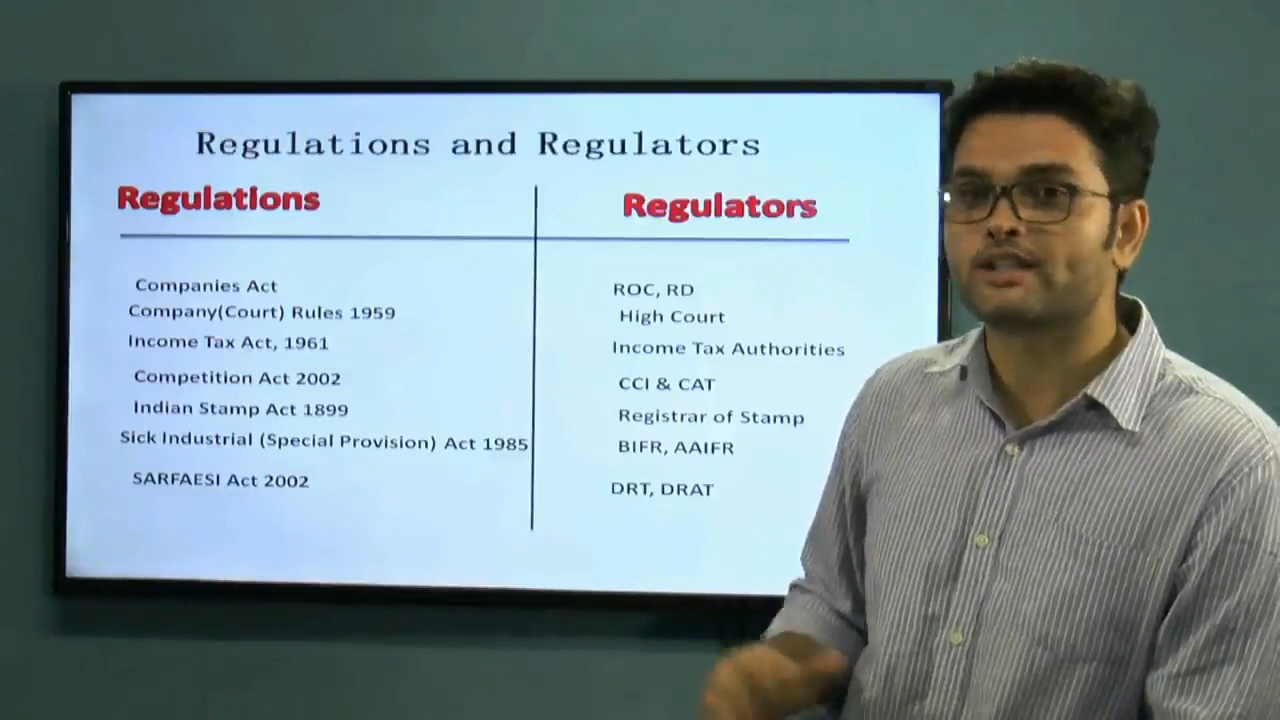 Regulations and Regulators
Regulations
Regulators
Companies Act
ROC, RD
Company(Court) Rules 1959
High Court
Income Tax Act, 1961
Income Tax Authorities
Competition Act 2002
CCI & CAT
Indian Stamp Act 1899
Registrar of Stamp
Sick Industrial (Special Provision) Act 1985
BIFR, AAIFR
SARFAESI Act 2002
DRT, DRAT